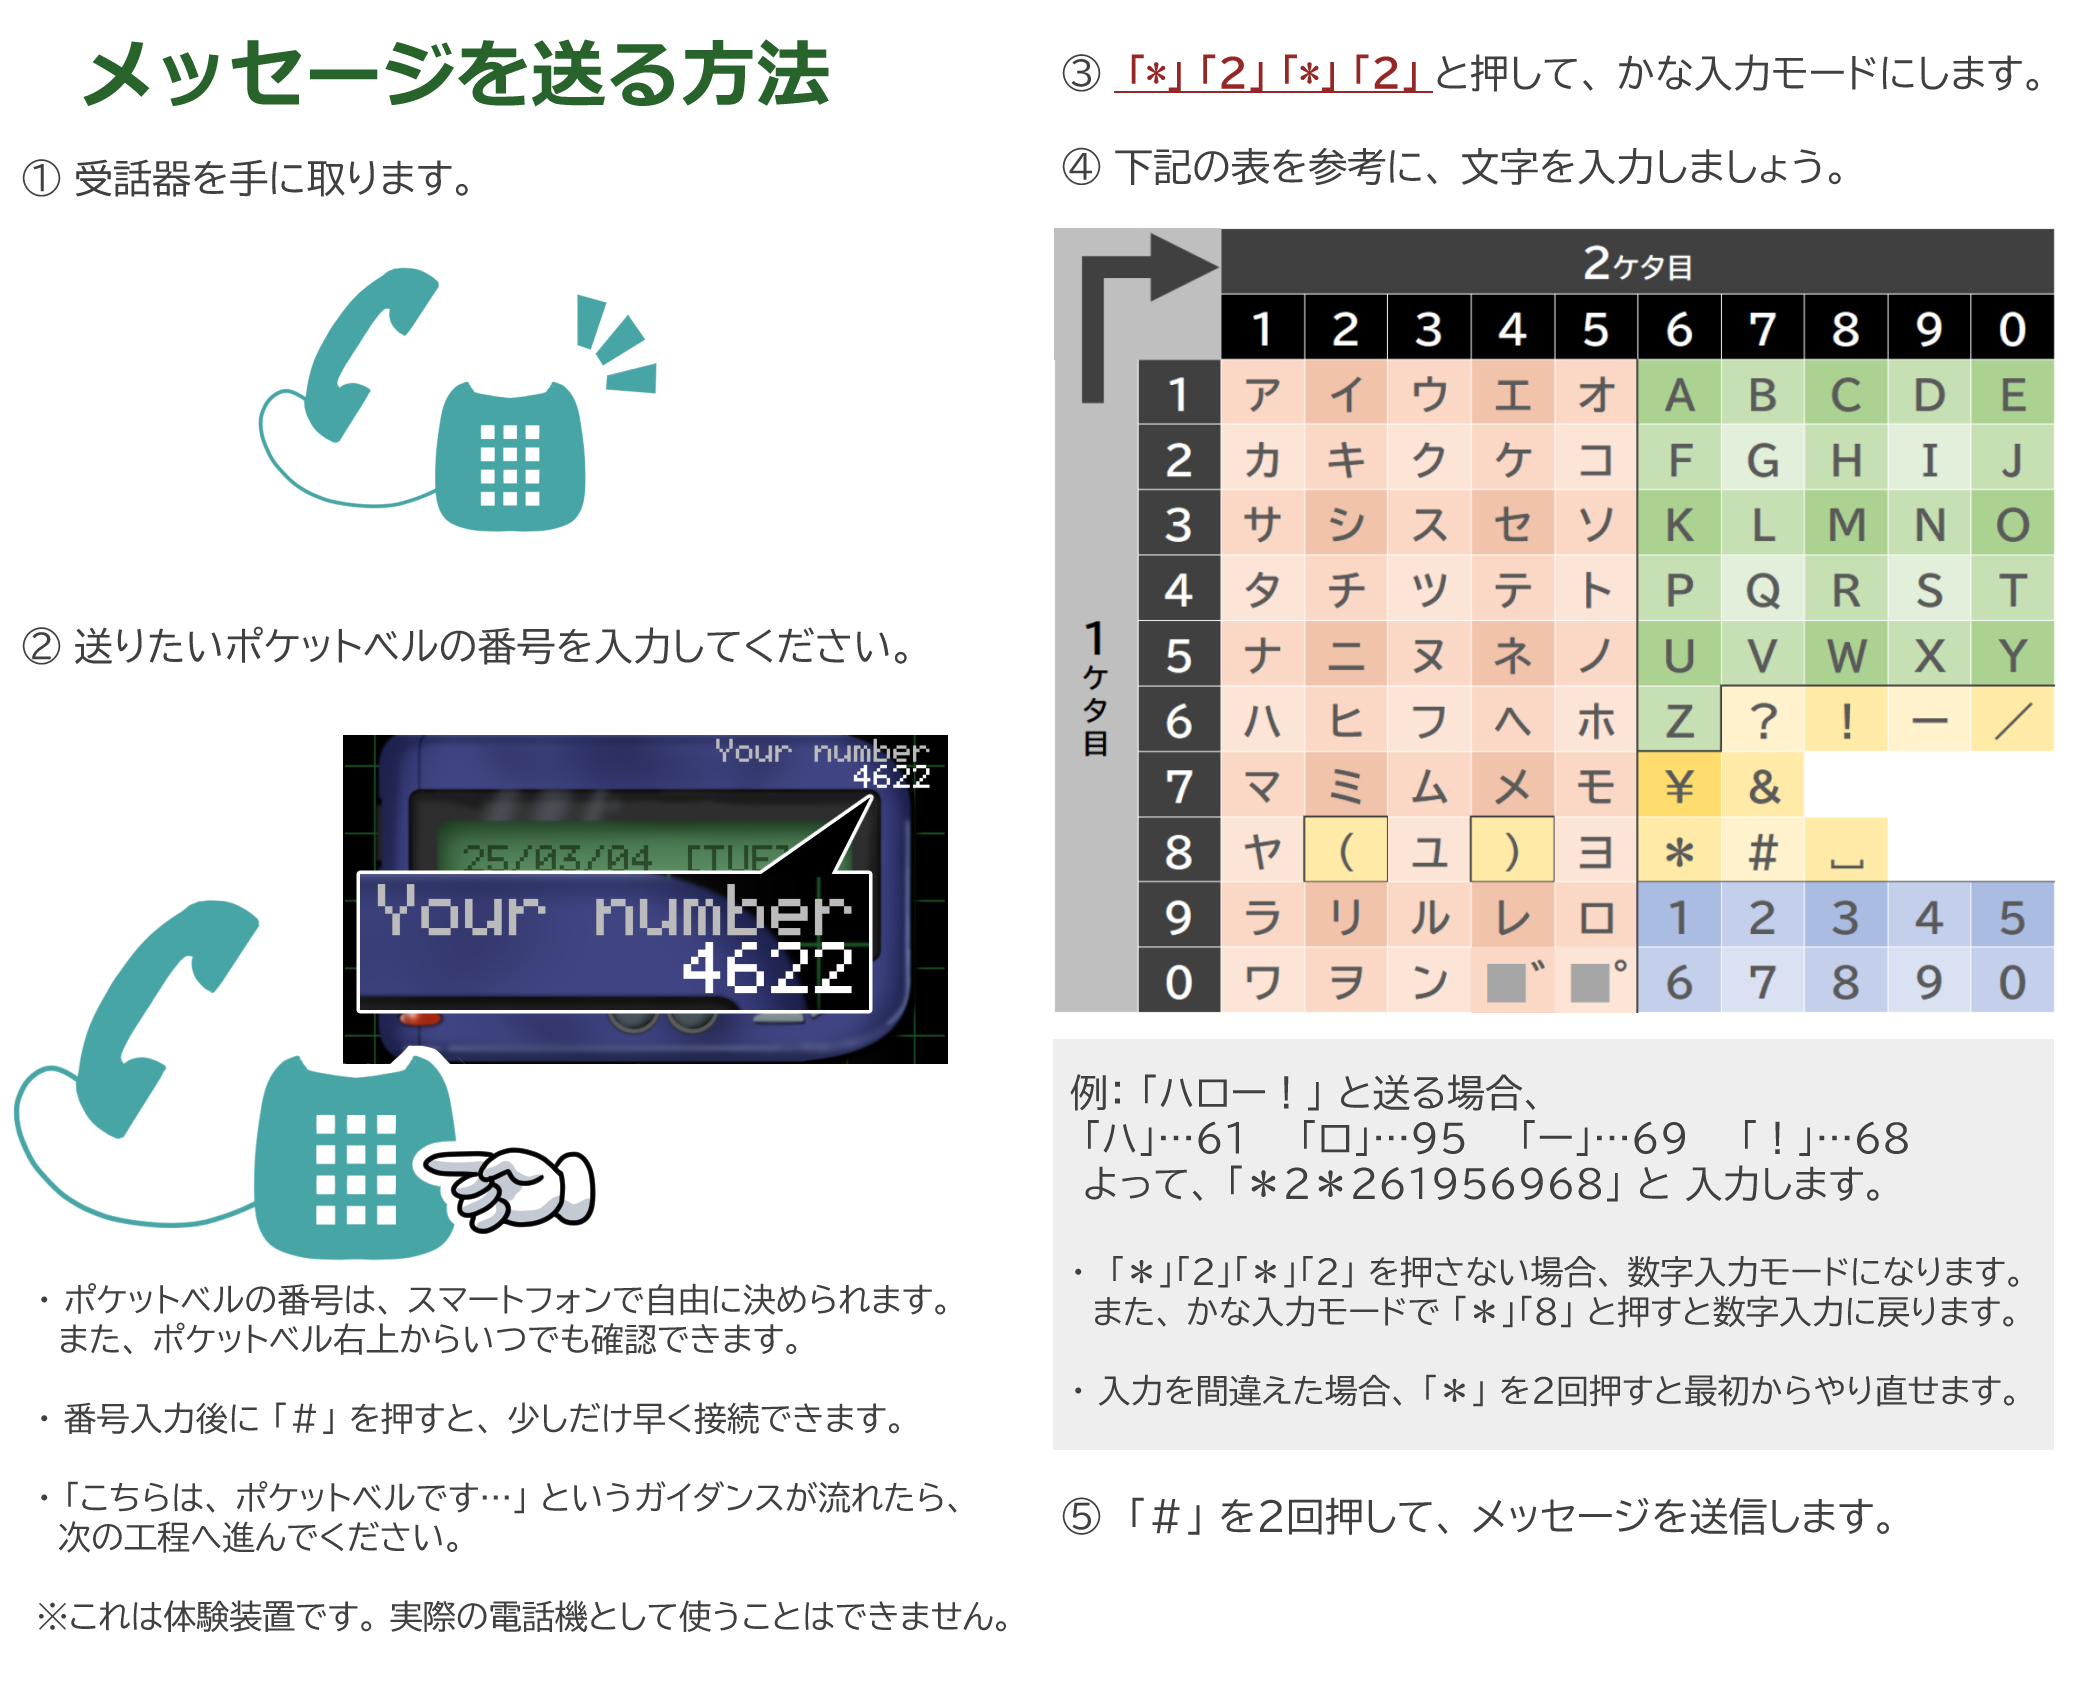 メッセージを送る方法
① 受話器を手に取ります。
② 送りたいポケットベルの番号を入力してください。
Your number
4622
25/03/04 [TUE]
Your number
4622
・ポケットベルの番号は、スマートフォンで自由に決められます。
また、ポケットベル右上からいつでも確認できます。
・番号入力後に「＃」を押すと、少しだけ早く接続できます。
・「こちらは、ポケットベルです…」というガイダンスが流れたら、
次の工程へ進んでください。
※これは体験装置です。実際の電話機として使うことはできません。
③ 「*」「2」「*」「2」と押して、かな入力モードにします。
④ 下記の表を参考に、文字を入力しましょう。
2ケタ目
1 2 3 4 5 6 7 8 9 0
1ケタ目
1 ア イ ウ エ オ A B C D E
2 カ キ ク ケ コ F G H I J
3 サ シ ス セ ソ K L M N O
4 タ チ ツ テ ト P Q R S T
5 ナ ニ ヌ ネ ノ U V W X Y
6 ハ ヒ フ ヘ ホ Z ? ! ー ／
7 マ ミ ム メ モ ¥ &
8 ヤ ( ユ ) ヨ * # ⎵
9 ラ リ ル レ ロ 1 2 3 4 5
0 ワ ヲ ン ■゛ ■゜ 6 7 8 9 0
例：「ハロー！」と送る場合、
「ハ」…61 「ロ」…95 「ー」…69 「！」…68
よって、「＊2＊261956968」と 入力します。
・「＊」「2」「＊」「2」を押さない場合、数字入力モードになります。
また、かな入力モードで「＊」「8」と押すと数字入力に戻ります。
・入力を間違えた場合、「＊」を2回押すと最初からやり直せます。
⑤ 「＃」を2回押して、メッセージを送信します。